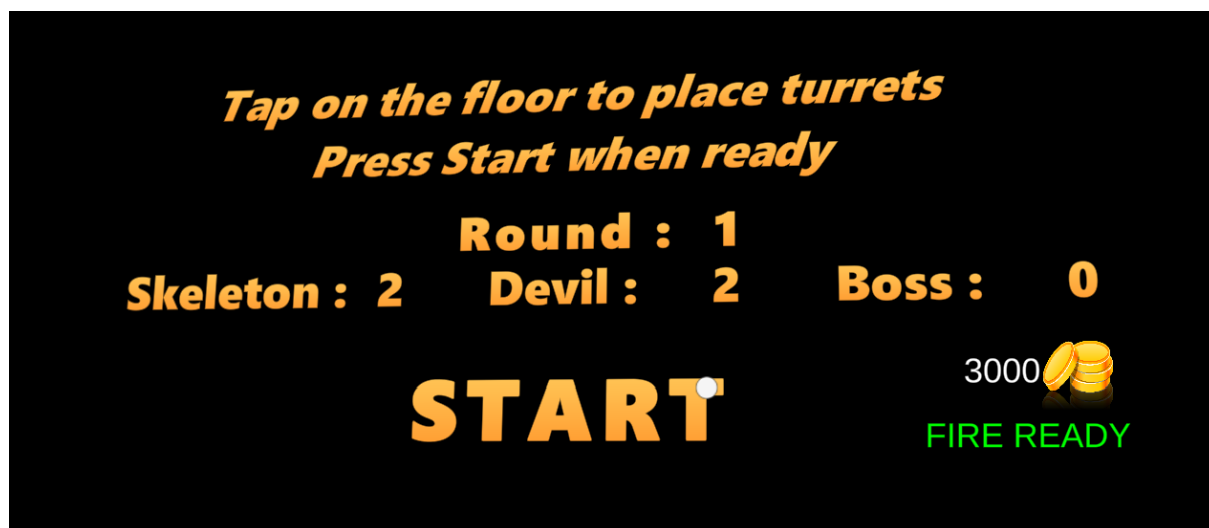 Tap on the floor to place turrets
Press Start when ready
Round : 1
Skeleton : 2 Devil : 2 Boss : 0
3000
START
FIRE READY